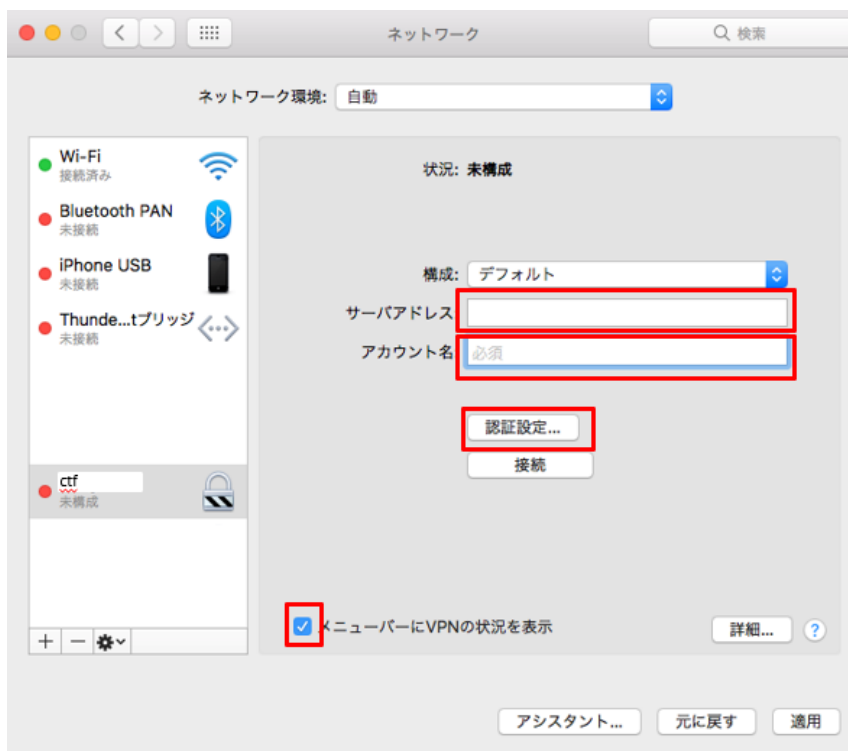 ネットワーク
検索
ネットワーク環境: 自動
Wi-Fi
接続済み
Bluetooth PAN
未接続
iPhone USB
未接続
Thunde...tブリッジ
未接続
ctf
未構成
状況: 未構成
構成: デフォルト
サーバアドレス
アカウント名 必須
認証設定...
接続
メニューバーにVPNの状況を表示
詳細... ?
アシスタント... 元に戻す 適用